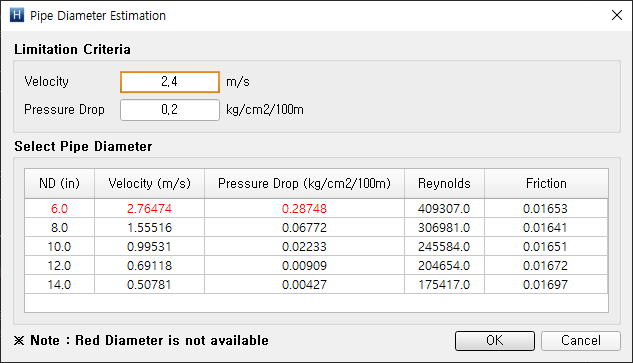 H Pipe Diameter Estimation
Limitation Criteria
Velocity 2.4 m/s
Pressure Drop 0.2 kg/cm2/100m
Select Pipe Diameter
ND (in) Velocity (m/s) Pressure Drop (kg/cm2/100m) Reynolds Friction
6.0 2.76474 0.28748 409307.0 0.01653
8.0 1.55516 0.06772 306981.0 0.01641
10.0 0.99531 0.02233 245584.0 0.01651
12.0 0.69118 0.00909 204654.0 0.01672
14.0 0.50781 0.00427 175417.0 0.01697
※ Note : Red Diameter is not available
OK Cancel